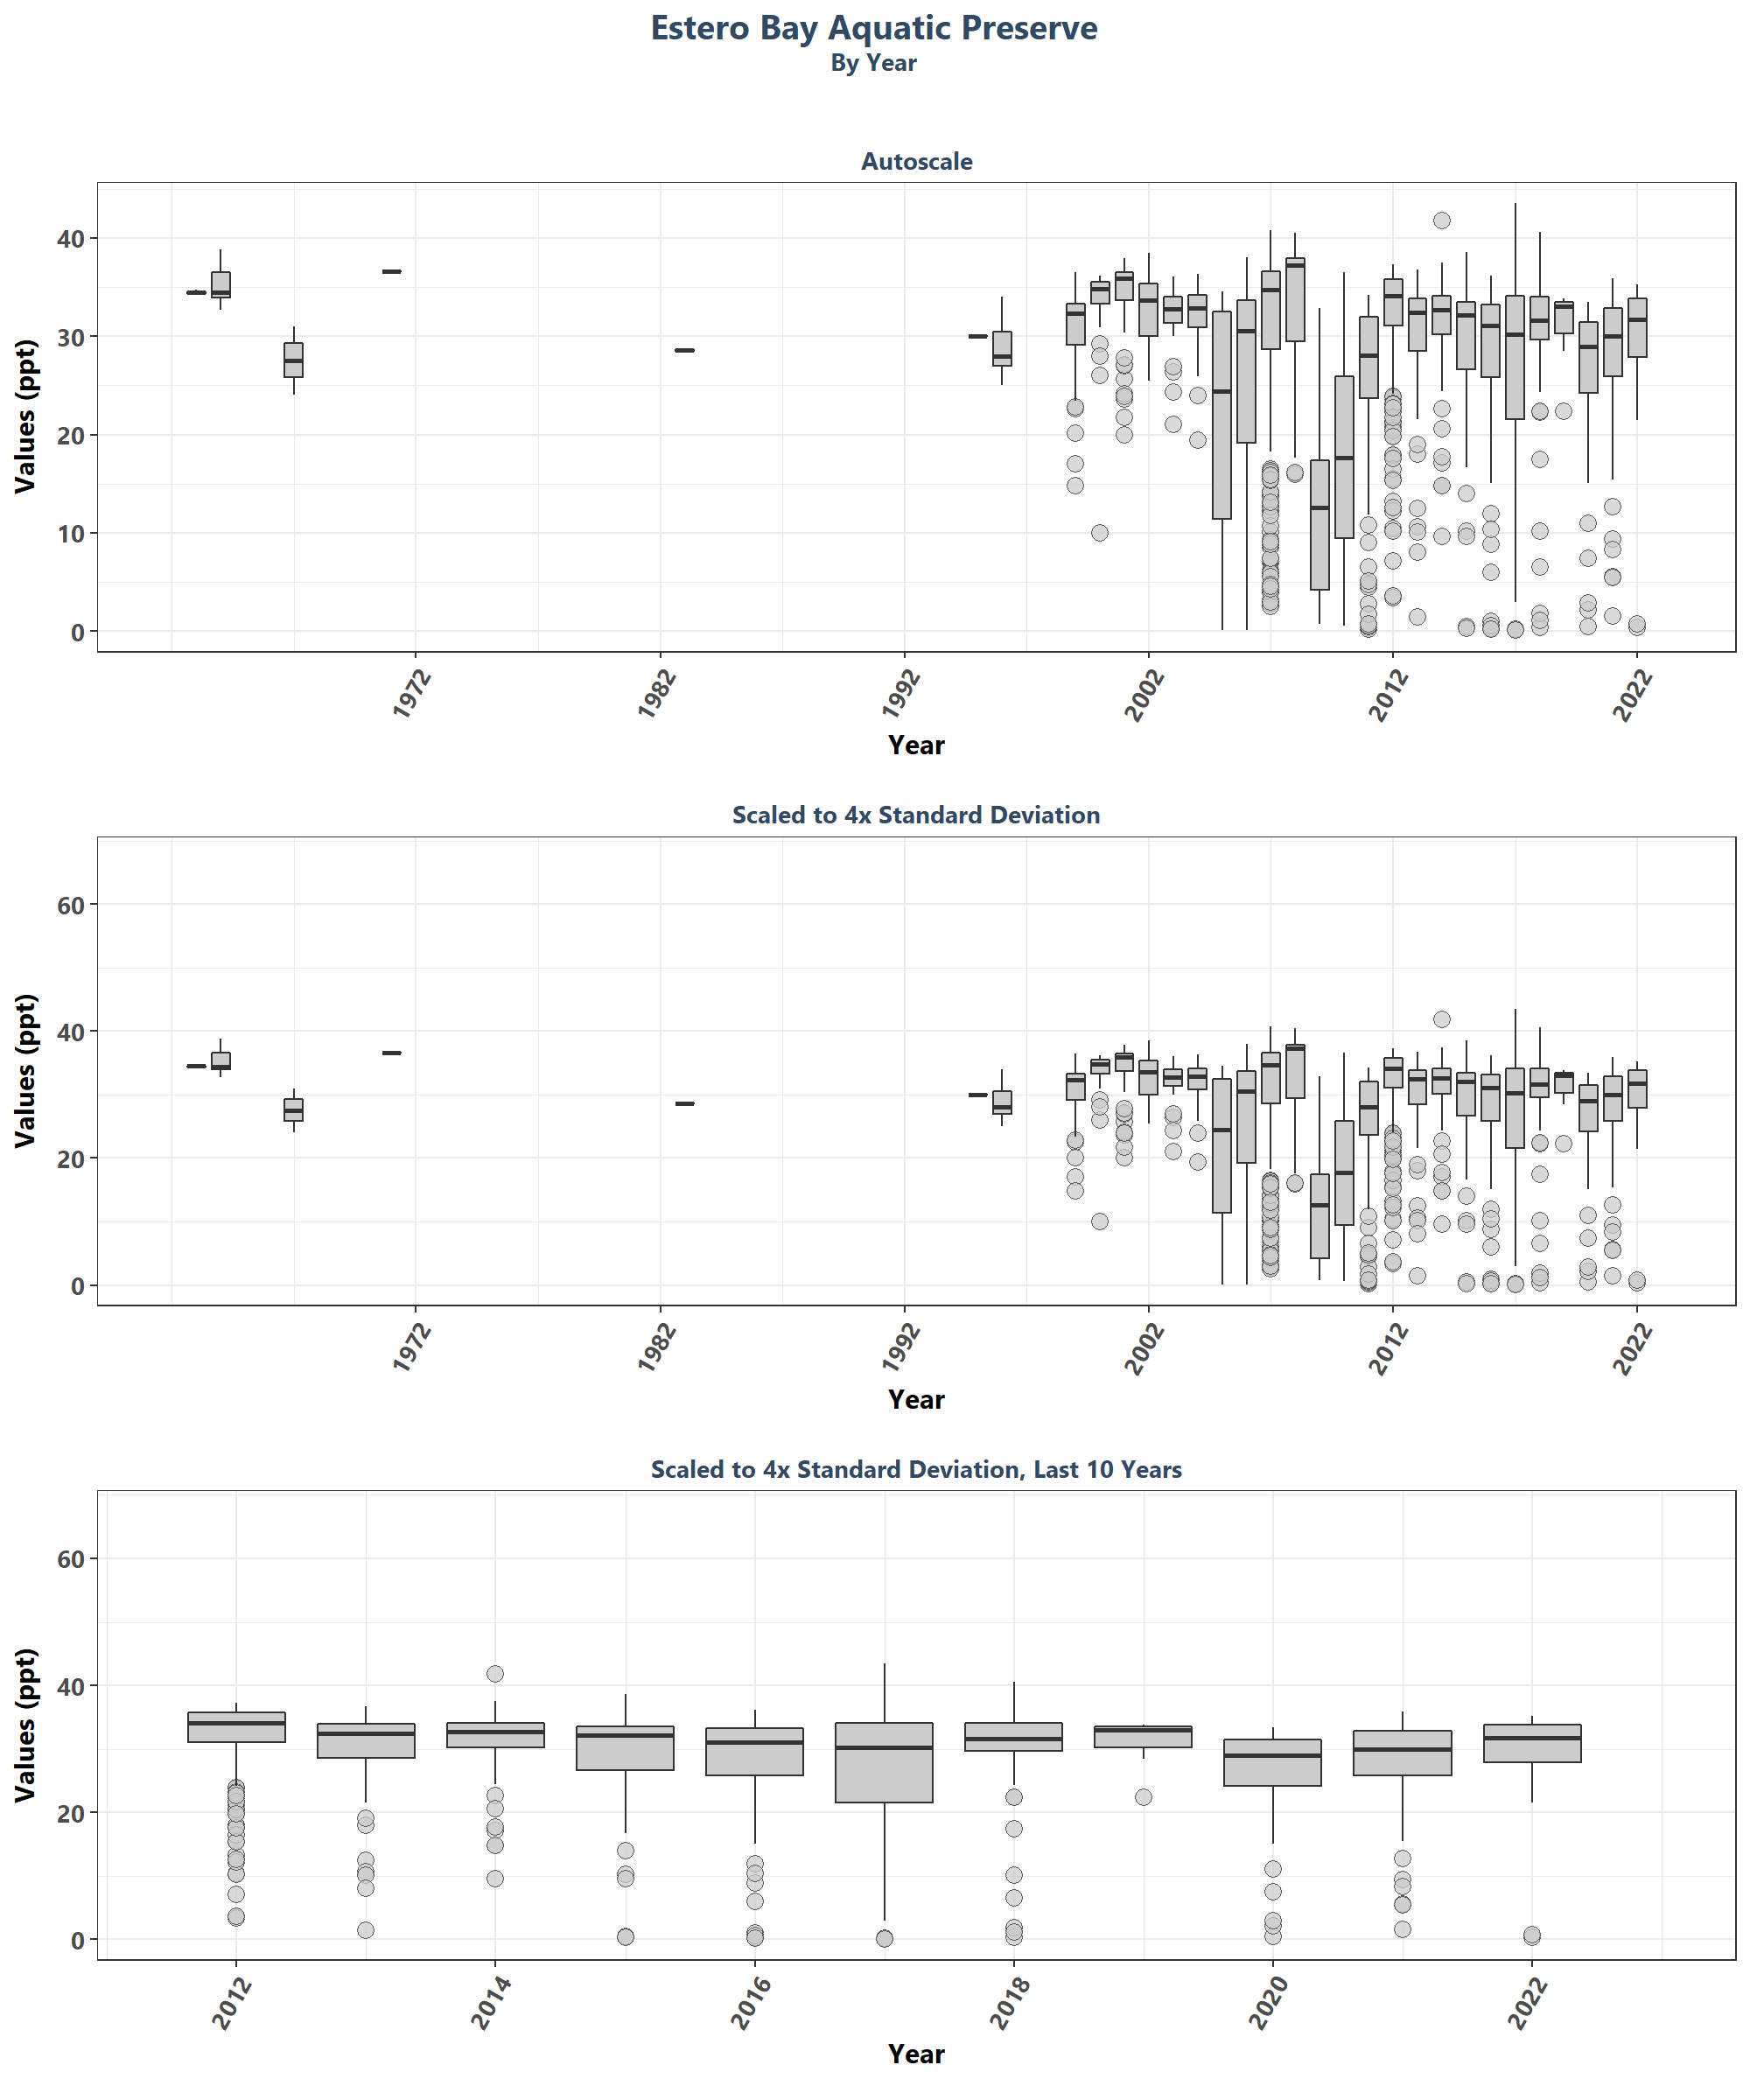 Estero Bay Aquatic Preserve
By Year
Autoscale
Values (ppt)
40
30
20
10
0
1972 1982 1992 2002 2012 2022
Year
Scaled to 4x Standard Deviation
Values (ppt)
60
40
20
0
1972 1982 1992 2002 2012 2022
Year
Scaled to 4x Standard Deviation, Last 10 Years
Values (ppt)
60
40
20
0
2012 2014 2016 2018 2020 2022
Year